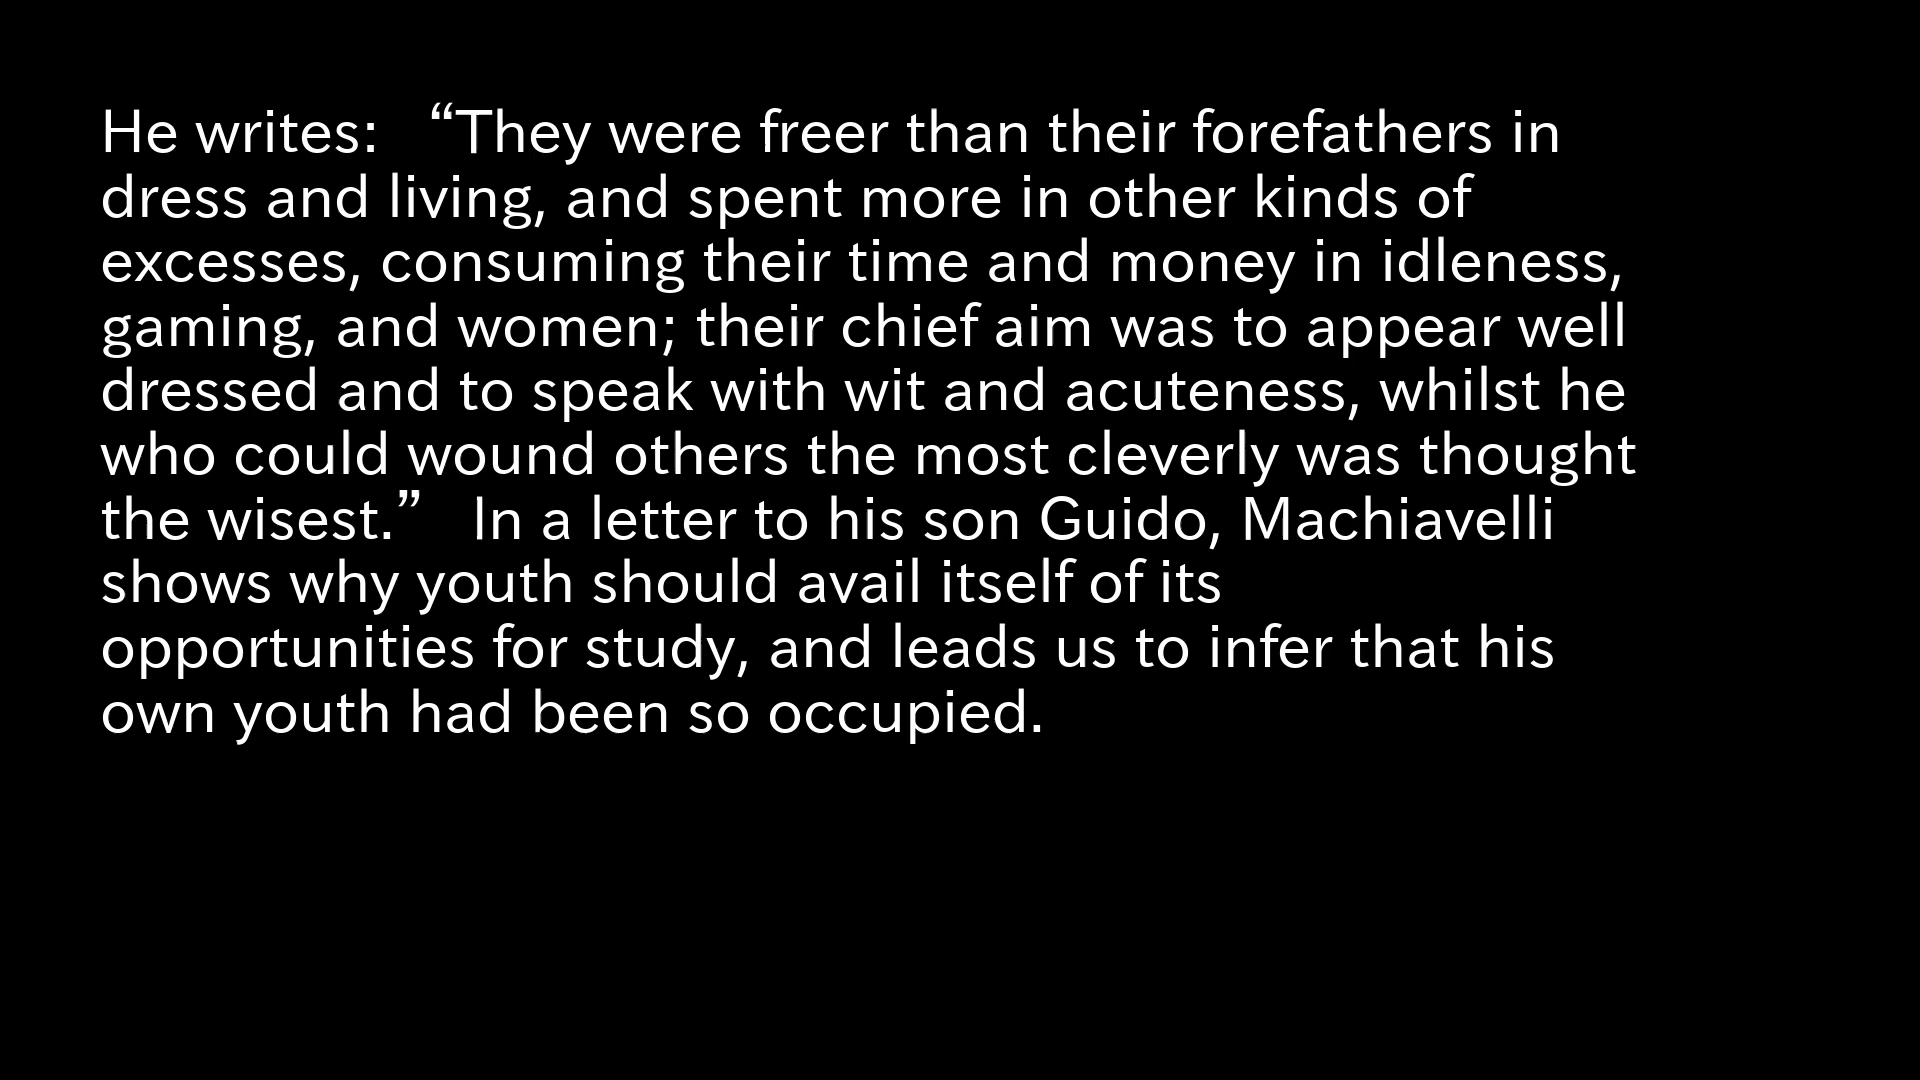 He writes: “They were freer than their forefathers in
dress and living, and spent more in other kinds of
excesses, consuming their time and money in idleness,
gaming, and women; their chief aim was to appear well
dressed and to speak with wit and acuteness, whilst he
who could wound others the most cleverly was thought
the wisest.” In a letter to his son Guido, Machiavelli
shows why youth should avail itself of its
opportunities for study, and leads us to infer that his
own youth had been so occupied.